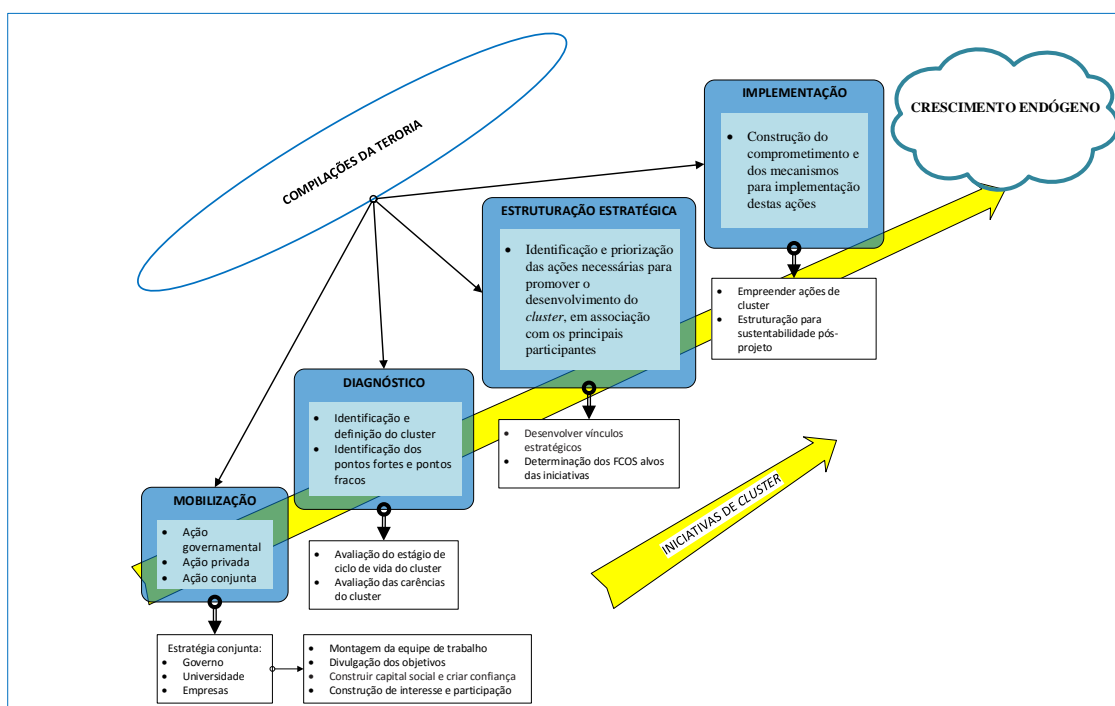 COMPILAÇÕES DA TERORIA
IMPLEMENTAÇÃO
• Construção do
comprometimento e
dos mecanismos
para implementação
destas ações
CRESCIMENTO ENDÓGENO
• Empreender ações de
cluster
• Estruturação para
sustentabilidade pós-
projeto
ESTRUTURAÇÃO ESTRATÉGICA
• Identificação e priorização
das ações necessárias para
promover o
desenvolvimento do
cluster, em associação
com os principais
participantes
• Desenvolver vínculos
estratégicos
• Determinação dos FCOS alvos
das iniciativas
DIAGNÓSTICO
• Identificação e
definição do cluster
• Identificação dos
pontos fortes e pontos
fracos
• Avaliação do estágio de
ciclo de vida do cluster
• Avaliação das carências
do cluster
MOBILIZAÇÃO
• Ação
governamental
• Ação privada
• Ação conjunta
Estratégia conjunta:
• Governo
• Universidade
• Empresas
• Montagem da equipe de trabalho
• Divulgação dos objetivos
• Construir capital social e criar confiança
• Construção de interesse e participação
INICIATIVAS DE CLUSTER